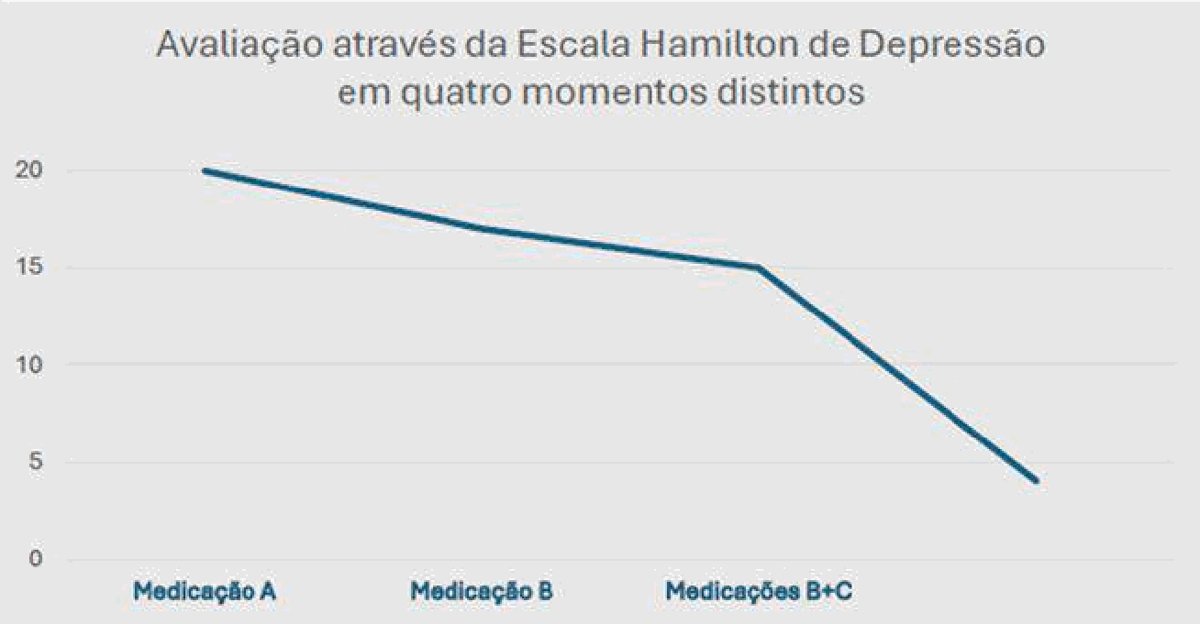 Avaliação através da Escala Hamilton de Depressão
em quatro momentos distintos
20
15
10
5
0
Medicação A Medicação B Medicações B+C